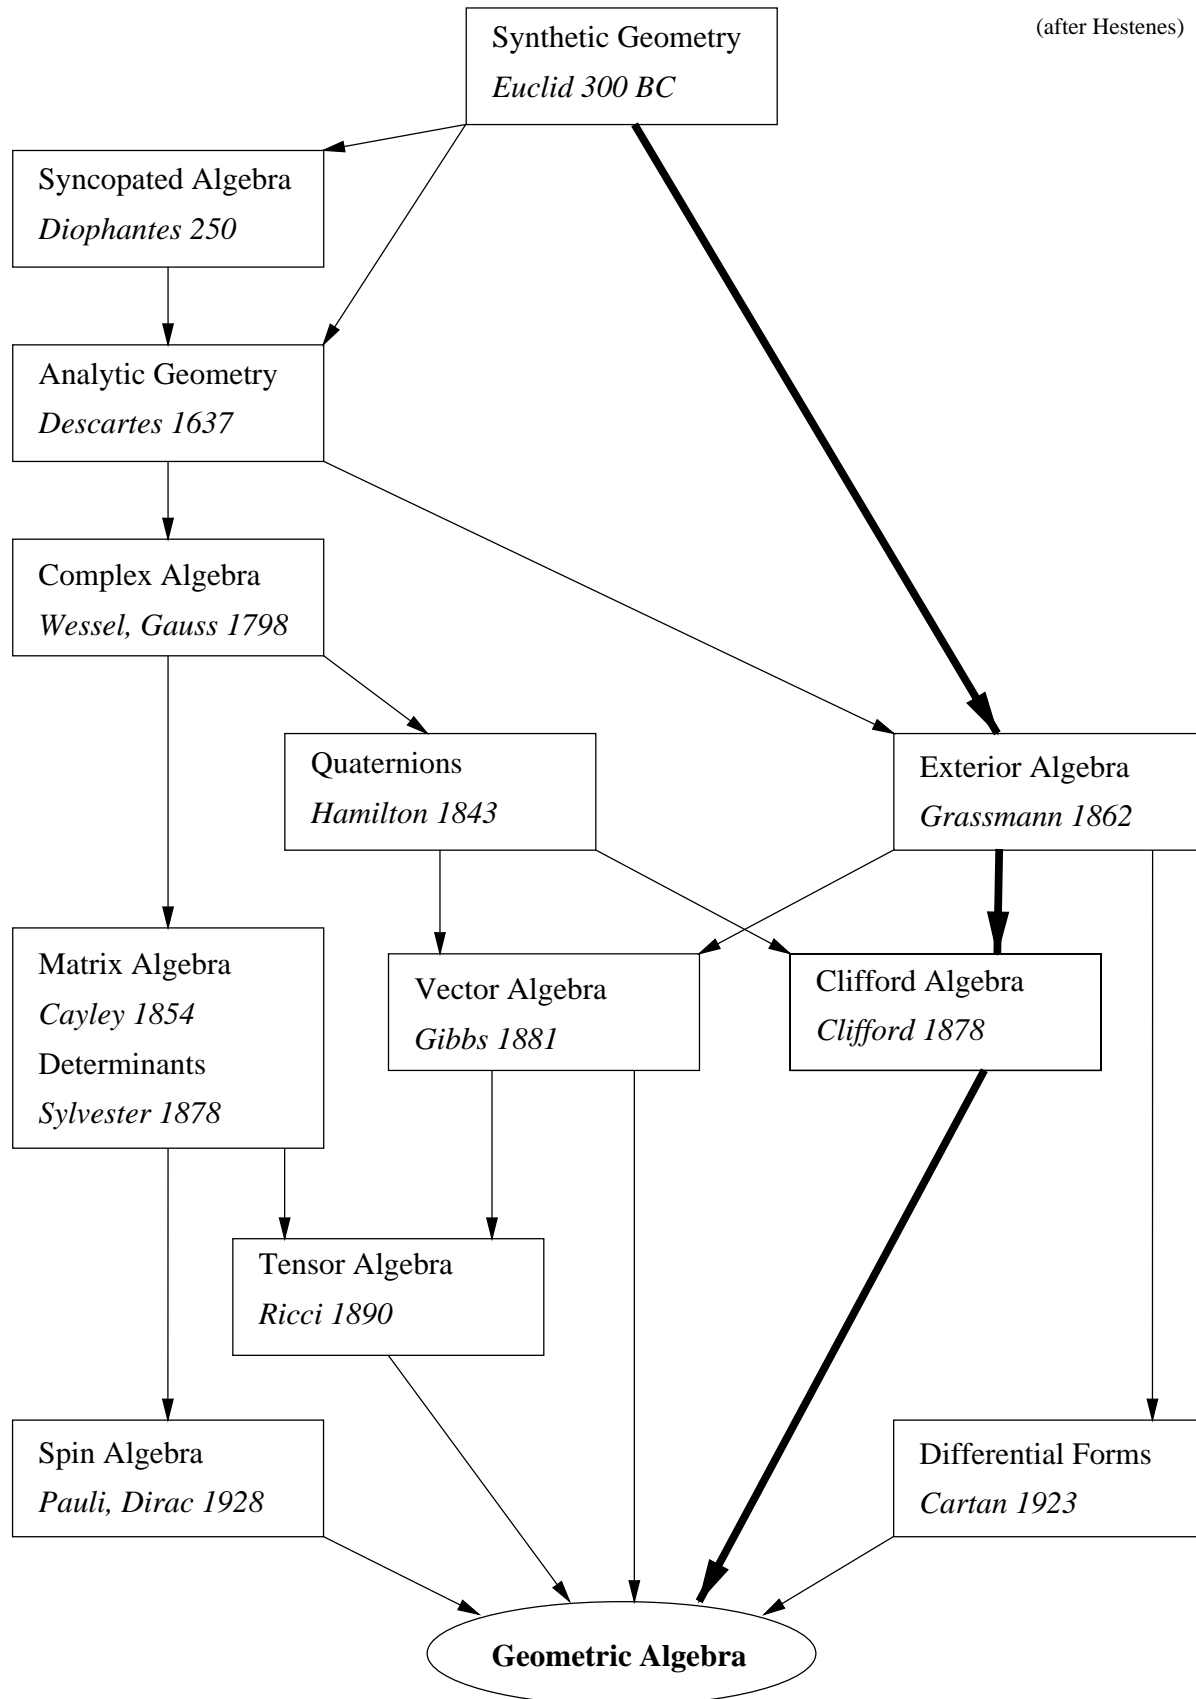 Synthetic Geometry
Euclid 300 BC
(after Hestenes)
Syncopated Algebra
Diophantes 250
Analytic Geometry
Descartes 1637
Complex Algebra
Wessel, Gauss 1798
Quaternions
Hamilton 1843
Exterior Algebra
Grassmann 1862
Matrix Algebra
Cayley 1854
Determinants
Sylvester 1878
Vector Algebra
Gibbs 1881
Clifford Algebra
Clifford 1878
Tensor Algebra
Ricci 1890
Spin Algebra
Pauli, Dirac 1928
Differential Forms
Cartan 1923
Geometric Algebra